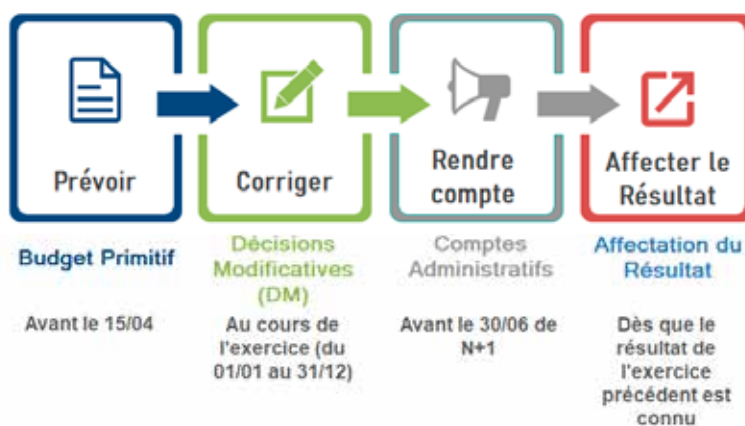 Prévoir
Corriger
Rendre
compte
Affecter le
Résultat
Budget Primitif
Avant le 15/04
Décisions
Modificatives
(DM)
Au cours de
l'exercice (du
01/01 au 31/12)
Comptes
Administratifs
Avant le 30/06 de
N+1
Affectation du
Résultat
Dès que le
résultat de
l'exercice
précédent est
connu